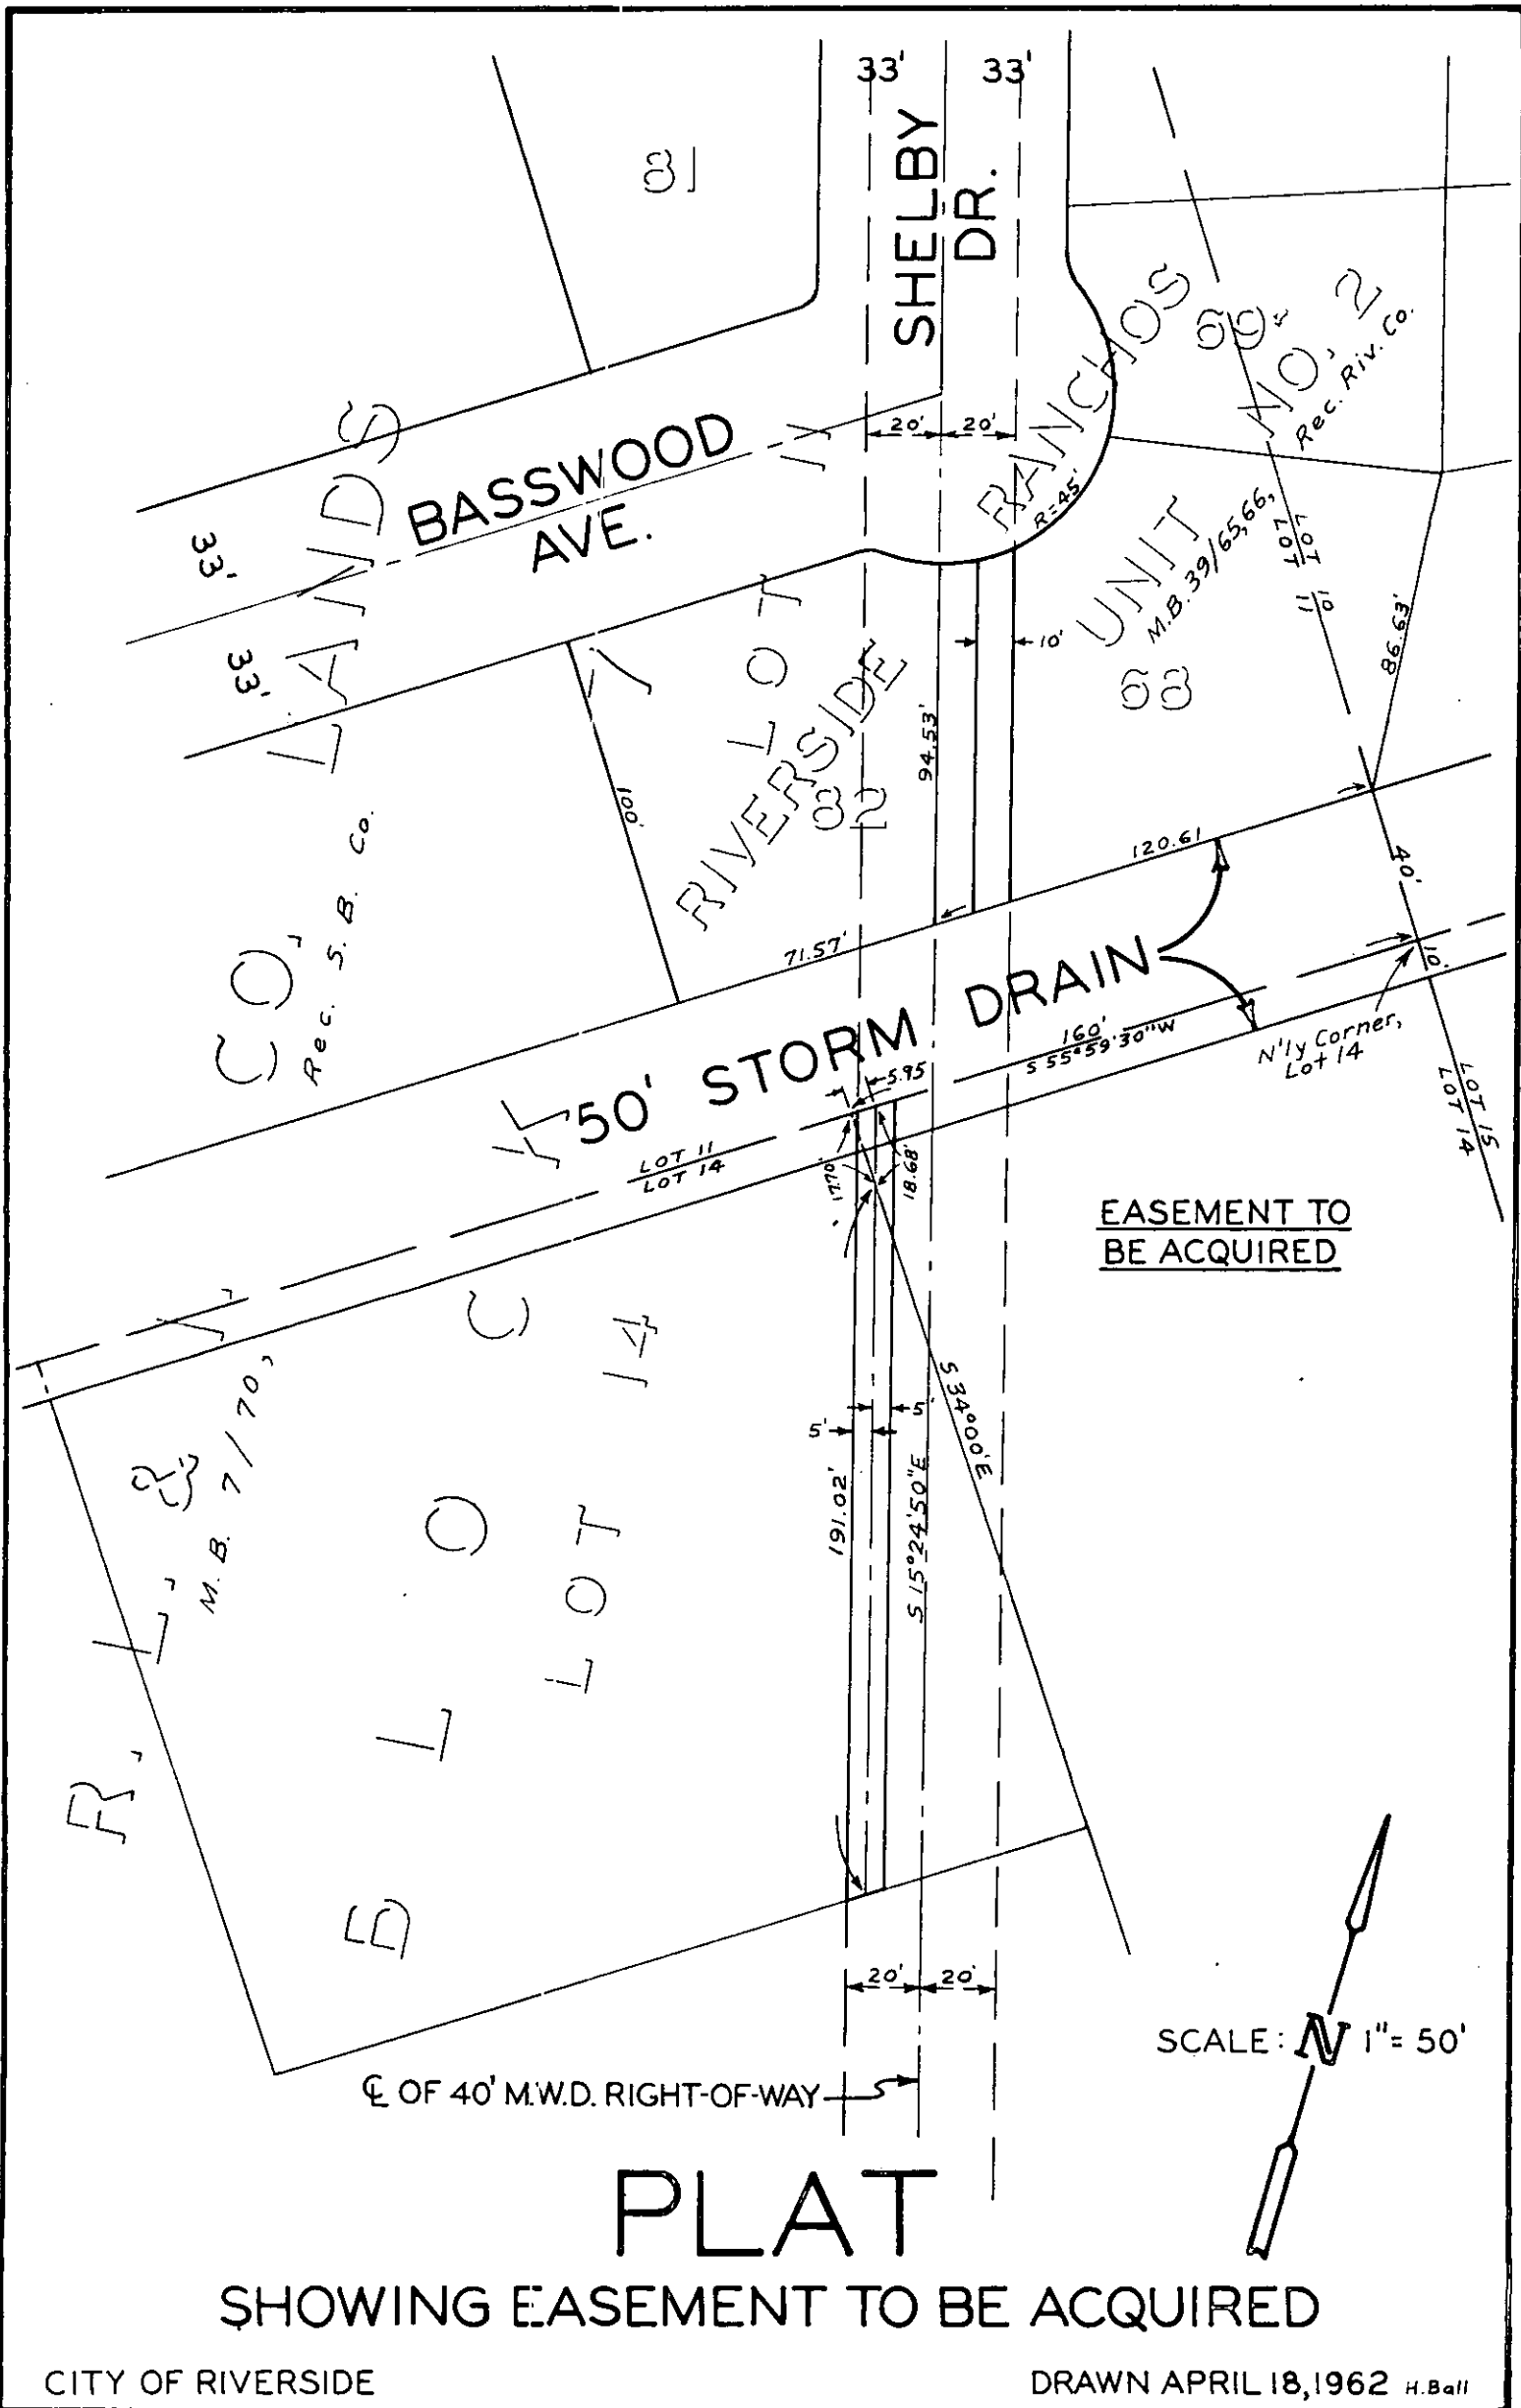 33' 33'
SHELBY
DR.
81
69
RANCHOS
NO. 2
Rec. Riv. Co.
BASSWOOD
AVE.
20' 20'
R=45'
UNIT
M.B. 39/65,66,
LOT 10
LOT 11
33'
33'
LANDS
LOT
RIVERSIDE
82
68
10'
86.63'
94.53'
100'
120.61
40'
CO.
Rec. S. B. Co.
71.57'
50' STORM DRAIN
10'
160'
S 55°59'30"W
N'ly Corner,
Lot 14
LOT 15
LOT 14
5.95
LOT 11
LOT 14
17.70'
18.68'
EASEMENT TO
BE ACQUIRED
R. L. &
M. B. 7/70,
BLOCK
LOT 14
5'
5'
191.02'
S 15°24'50"E
S 34°00'E
20' 20'
SCALE: N 1"= 50'
℄ OF 40' M.W.D. RIGHT-OF-WAY
PLAT
SHOWING EASEMENT TO BE ACQUIRED
CITY OF RIVERSIDE
DRAWN APRIL 18,1962 H.Ball